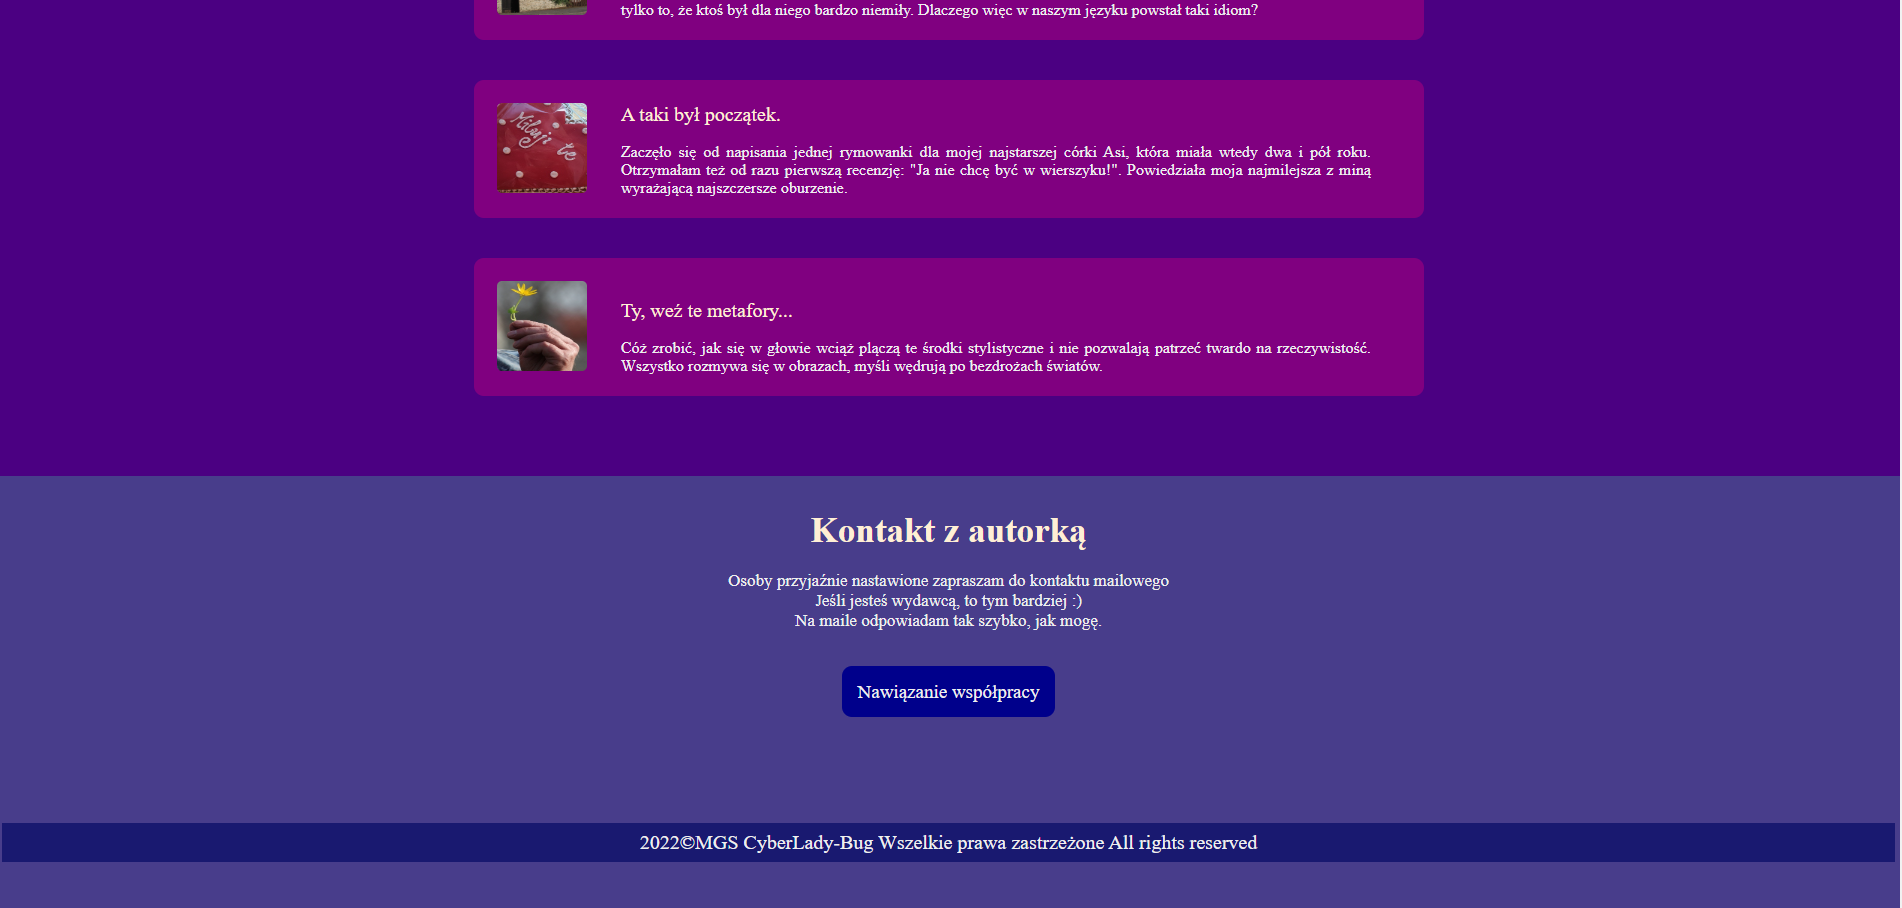 tylko to, że ktoś był dla niego bardzo niemiły. Dlaczego więc w naszym języku powstał taki idiom?
A taki był początek.
Miluji te
Zaczęło się od napisania jednej rymowanki dla mojej najstarszej córki Asi, która miała wtedy dwa i pół roku.
Otrzymałam też od razu pierwszą recenzję: "Ja nie chcę być w wierszyku!". Powiedziała moja najmilejsza z miną
wyrażającą najszczersze oburzenie.
Ty, weź te metafory...
Cóż zrobić, jak się w głowie wciąż plączą te środki stylistyczne i nie pozwalają patrzeć twardo na rzeczywistość.
Wszystko rozmywa się w obrazach, myśli wędrują po bezdrożach światów.
Kontakt z autorką
Osoby przyjaźnie nastawione zapraszam do kontaktu mailowego
Jeśli jesteś wydawcą, to tym bardziej :)
Na maile odpowiadam tak szybko, jak mogę.
Nawiązanie współpracy
2022©MGS CyberLady-Bug Wszelkie prawa zastrzeżone All rights reserved